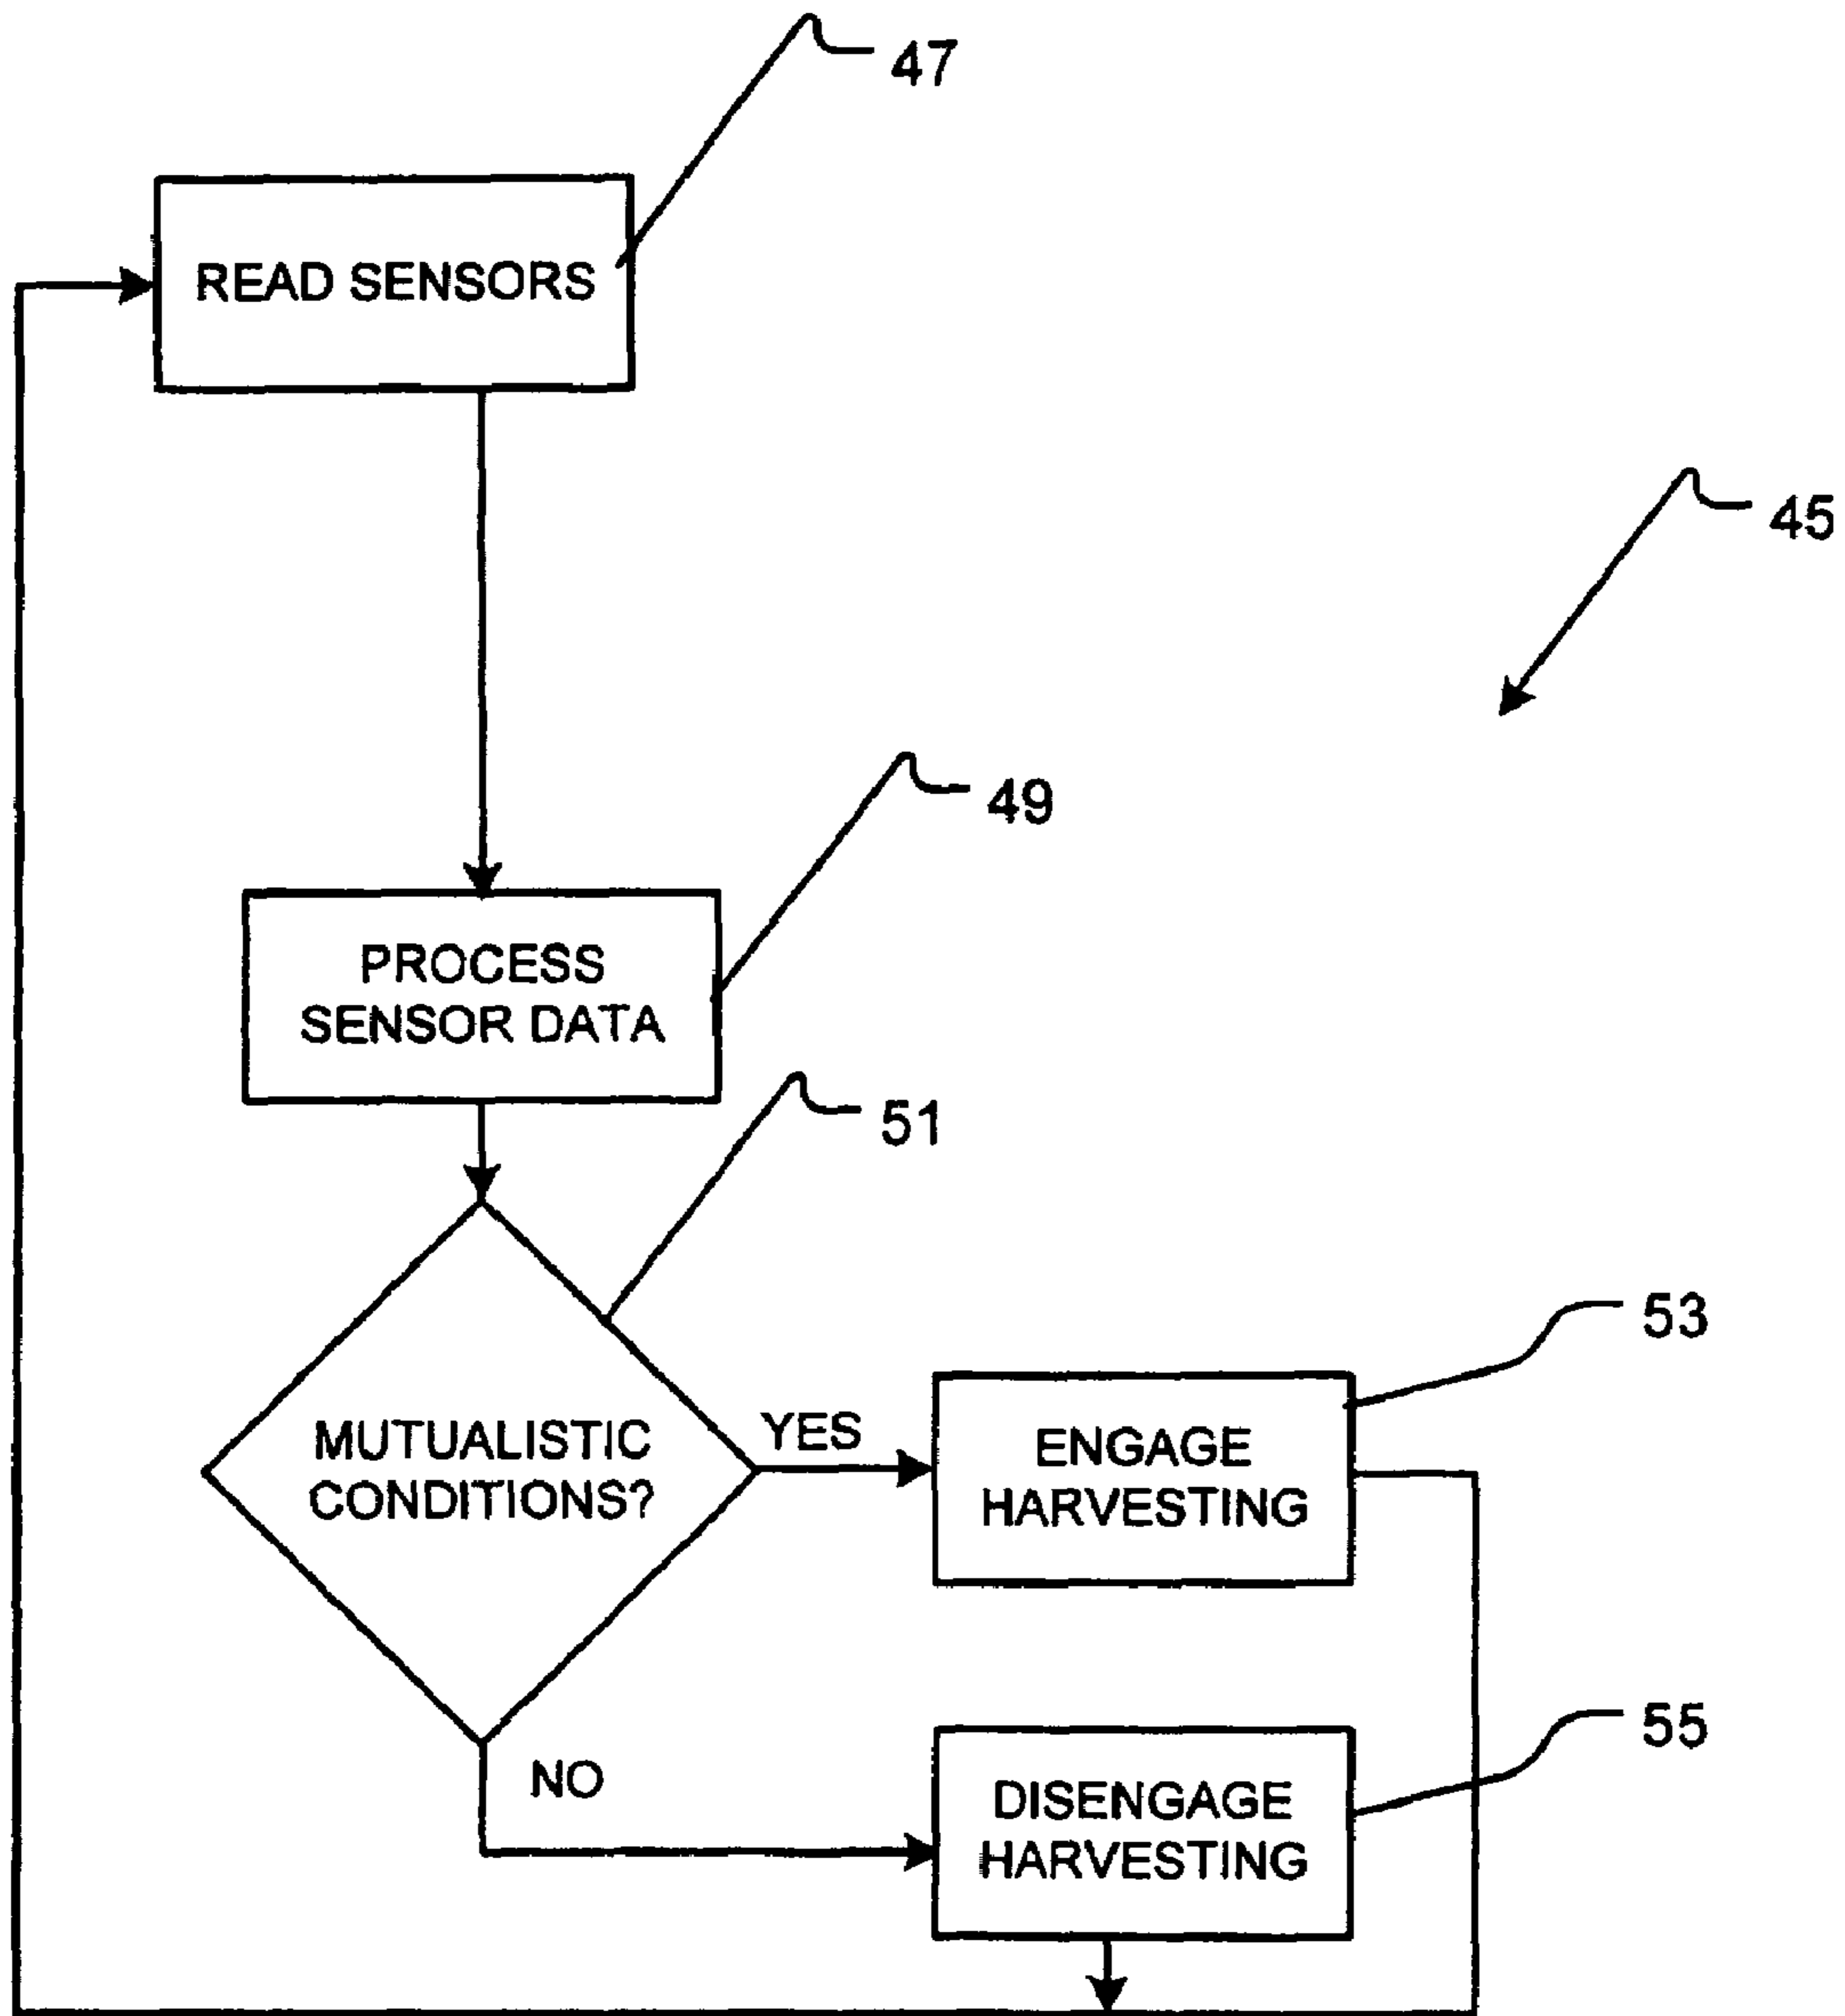 47
READ SENSORS
45
49
PROCESS
SENSOR DATA
51
53
MUTUALISTIC
CONDITIONS?
YES
ENGAGE
HARVESTING
55
NO
DISENGAGE
HARVESTING